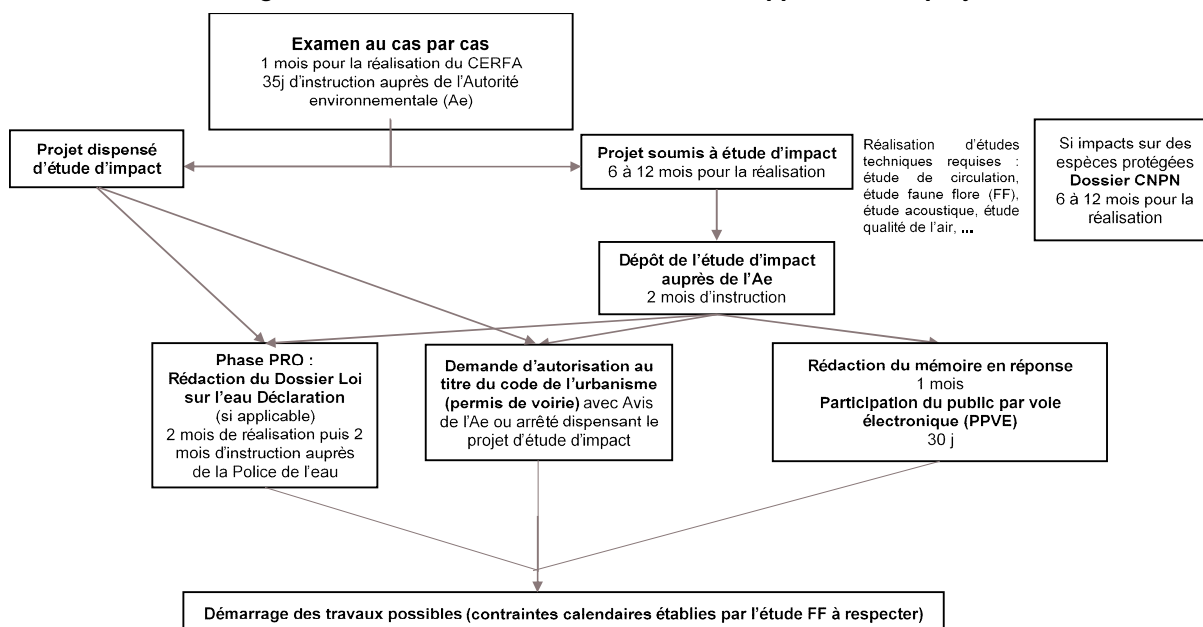 Examen au cas par cas
1 mois pour la réalisation du CERFA
35j d'instruction auprès de l'Autorité
environnementale (Ae)
Projet dispensé
d'étude d'impact
Projet soumis à étude d'impact
6 à 12 mois pour la réalisation
Réalisation d'études
techniques requises :
étude de circulation,
étude faune flore (FF),
étude acoustique, étude
qualité de l'air, ...
Si impacts sur des
espèces protégées
Dossier CNPN
6 à 12 mois pour la
réalisation
Dépôt de l'étude d'impact
auprès de l'Ae
2 mois d'instruction
Phase PRO :
Rédaction du Dossier Loi
sur l'eau Déclaration
(si applicable)
2 mois de réalisation puis 2
mois d'instruction auprès
de la Police de l'eau
Demande d'autorisation au
titre du code de l'urbanisme
(permis de voirie) avec Avis
de l'Ae ou arrêté dispensant le
projet d'étude d'impact
Rédaction du mémoire en réponse
1 mois
Participation du public par voie
électronique (PPVE)
30 j
Démarrage des travaux possibles (contraintes calendaires établies par l'étude FF à respecter)